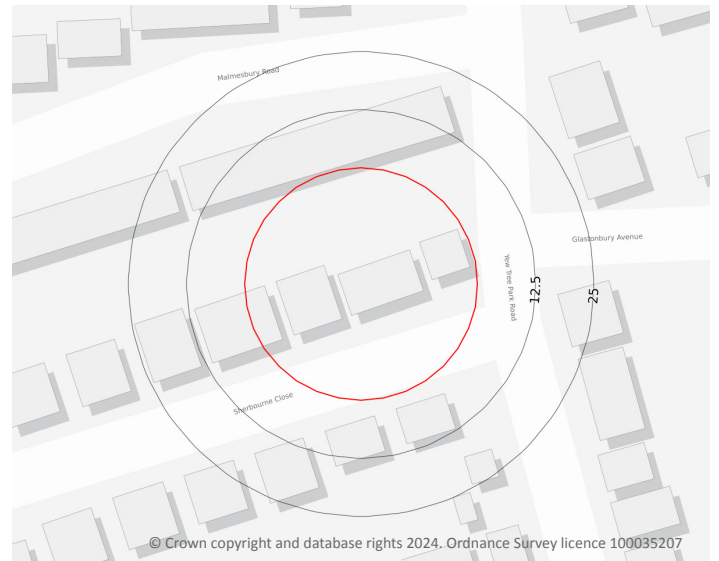 Malmesbury Road
Glastonbury Avenue
Yew Tree Park Road
12.5
25
Sherbourne Close
© Crown copyright and database rights 2024. Ordnance Survey licence 100035207